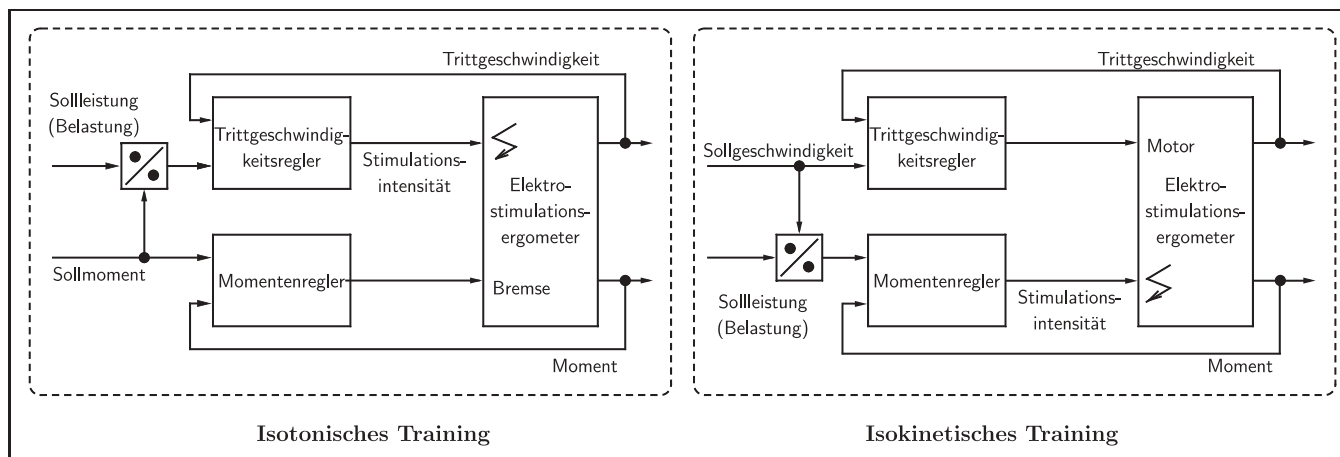 Trittgeschwindigkeit
Sollleistung
(Belastung)
Trittgeschwindig-
keitsregler
Stimulations-
intensität
Elektro-
stimulations-
ergometer
Sollmoment
Momentenregler
Bremse
Moment
Isotonisches Training
Trittgeschwindigkeit
Trittgeschwindig-
keitsregler
Motor
Sollgeschwindigkeit
Elektro-
stimulations-
ergometer
Momentenregler
Sollleistung
(Belastung)
Stimulations-
intensität
Moment
Isokinetisches Training